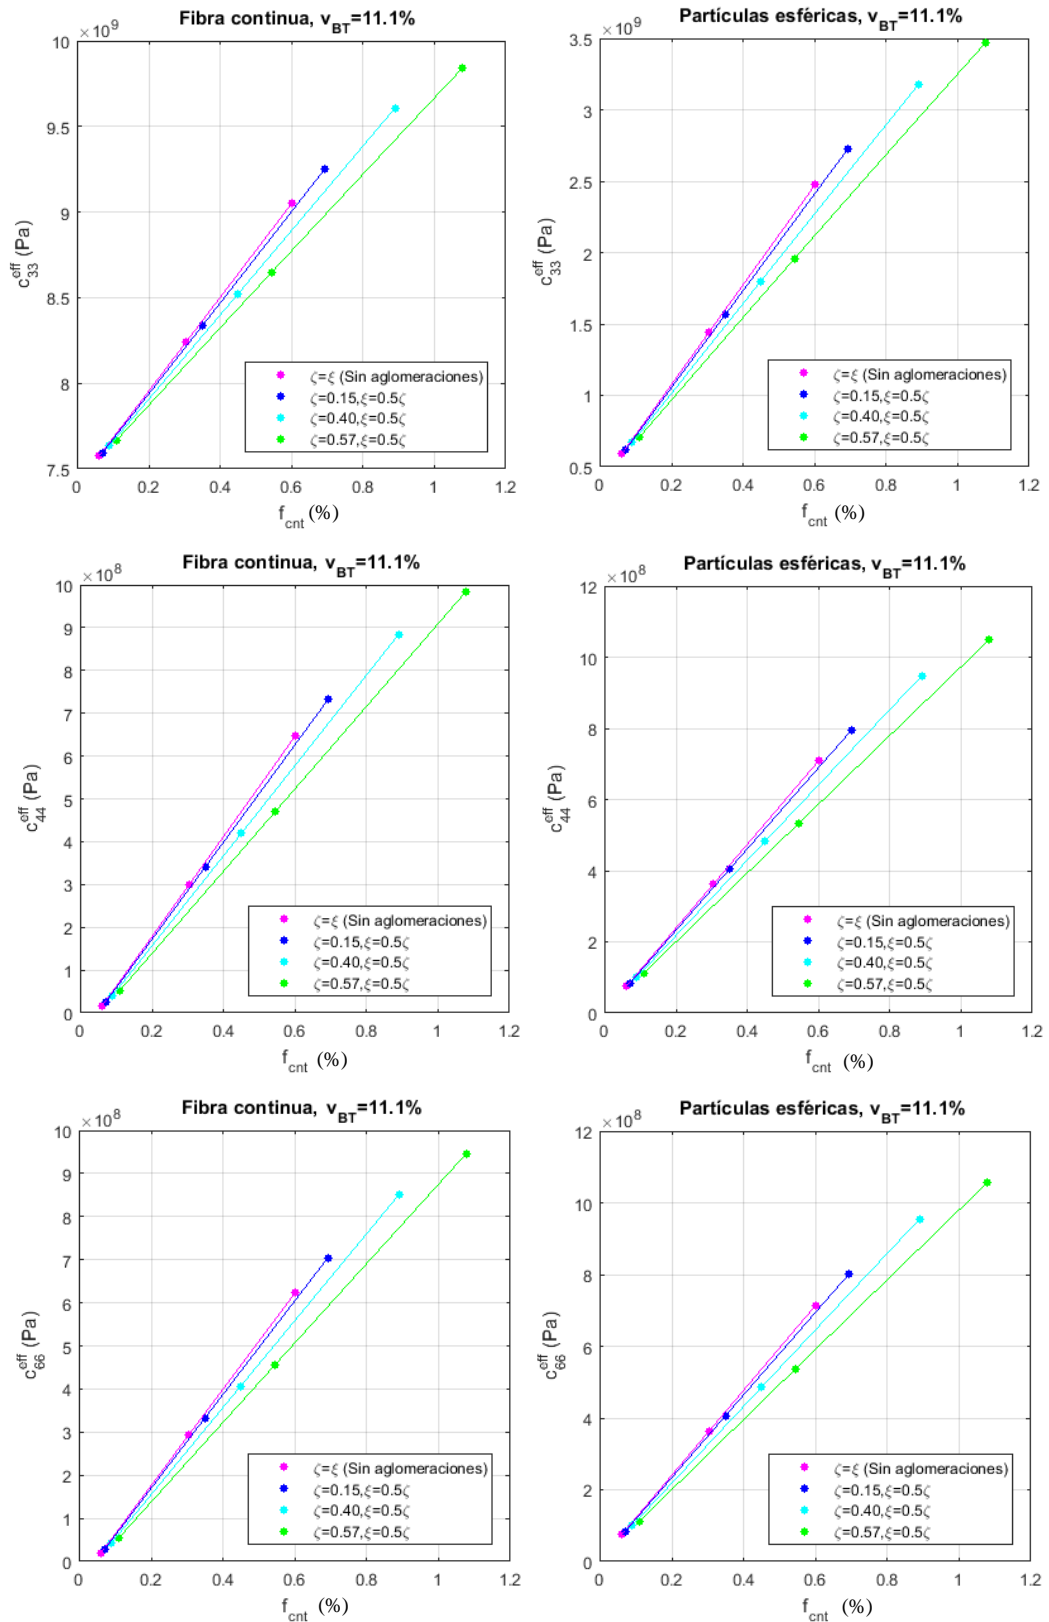 Fibra continua, v_BT=11.1%
×10^9
10
9.5
9
8.5
8
7.5
c_33^eff (Pa)
ζ=ξ (Sin aglomeraciones)
ζ=0.15,ξ=0.5ζ
ζ=0.40,ξ=0.5ζ
ζ=0.57,ξ=0.5ζ
0 0.2 0.4 0.6 0.8 1 1.2
f_cnt (%)
Partículas esféricas, v_BT=11.1%
×10^9
3.5
3
2.5
2
1.5
1
0.5
c_33^eff (Pa)
ζ=ξ (Sin aglomeraciones)
ζ=0.15,ξ=0.5ζ
ζ=0.40,ξ=0.5ζ
ζ=0.57,ξ=0.5ζ
0 0.2 0.4 0.6 0.8 1 1.2
f_cnt (%)
Fibra continua, v_BT=11.1%
×10^8
10
9
8
7
6
5
4
3
2
1
0
c_44^eff (Pa)
ζ=ξ (Sin aglomeraciones)
ζ=0.15,ξ=0.5ζ
ζ=0.40,ξ=0.5ζ
ζ=0.57,ξ=0.5ζ
0 0.2 0.4 0.6 0.8 1 1.2
f_cnt (%)
Partículas esféricas, v_BT=11.1%
×10^8
12
10
8
6
4
2
0
c_44^eff (Pa)
ζ=ξ (Sin aglomeraciones)
ζ=0.15,ξ=0.5ζ
ζ=0.40,ξ=0.5ζ
ζ=0.57,ξ=0.5ζ
0 0.2 0.4 0.6 0.8 1 1.2
f_cnt (%)
Fibra continua, v_BT=11.1%
×10^8
10
9
8
7
6
5
4
3
2
1
0
c_66^eff (Pa)
ζ=ξ (Sin aglomeraciones)
ζ=0.15,ξ=0.5ζ
ζ=0.40,ξ=0.5ζ
ζ=0.57,ξ=0.5ζ
0 0.2 0.4 0.6 0.8 1 1.2
f_cnt (%)
Partículas esféricas, v_BT=11.1%
×10^8
12
10
8
6
4
2
0
c_66^eff (Pa)
ζ=ξ (Sin aglomeraciones)
ζ=0.15,ξ=0.5ζ
ζ=0.40,ξ=0.5ζ
ζ=0.57,ξ=0.5ζ
0 0.2 0.4 0.6 0.8 1 1.2
f_cnt (%)